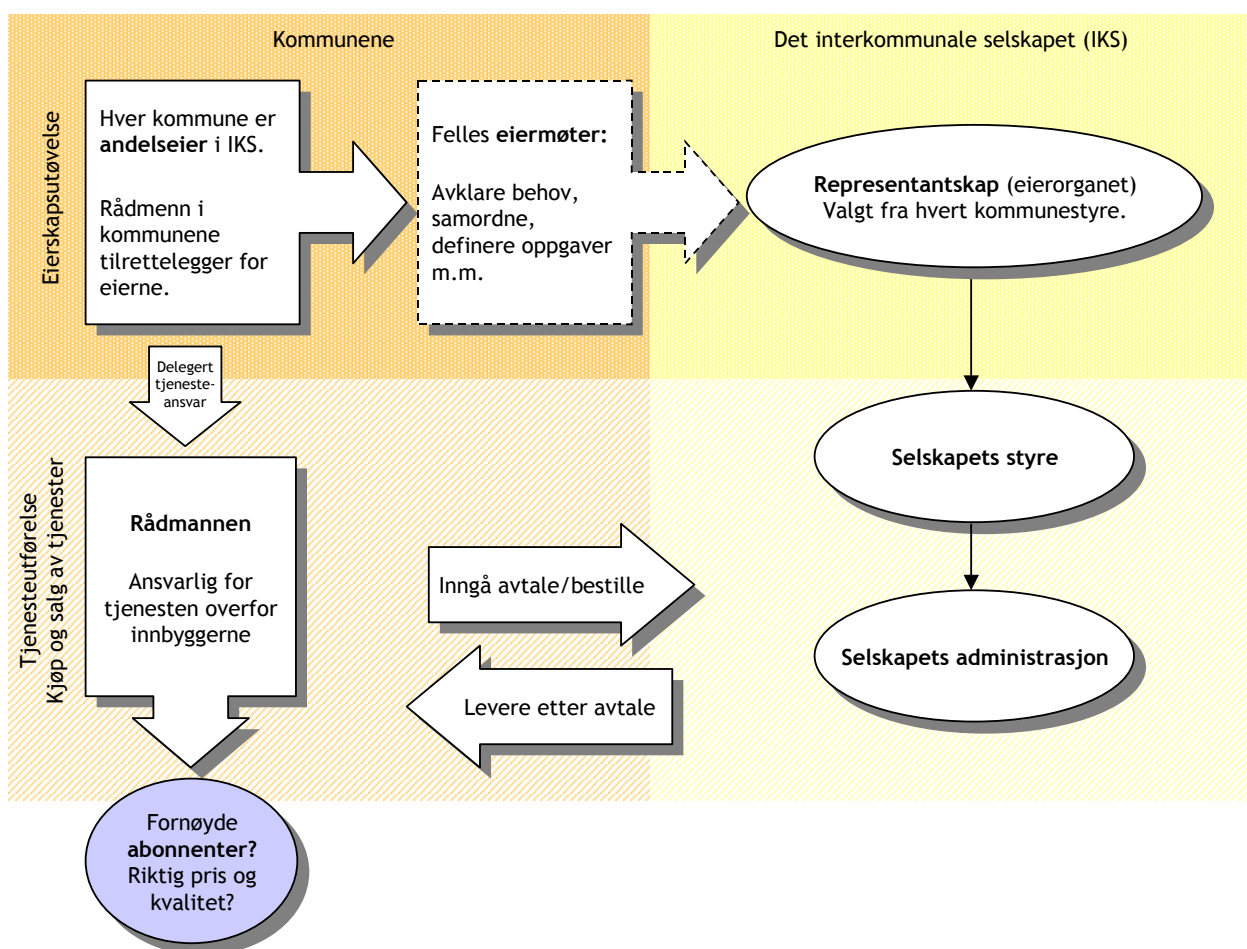 Kommunene
Det interkommunale selskapet (IKS)
Eierskapsutøvelse
Hver kommune er
andelseier i IKS.
Rådmenn i
kommunene
tilrettelegger for
eierne.
Felles eiermøter:
Avklare behov,
samordne,
definere oppgaver
m.m.
Representantskap (eierorganet)
Valgt fra hvert kommunestyre.
Delegert
tjeneste-
ansvar
Selskapets styre
Tjenesteutførelse
Kjøp og salg av tjenester
Rådmannen
Ansvarlig for
tjenesten overfor
innbyggerne
Inngå avtale/bestille
Levere etter avtale
Selskapets administrasjon
Fornøyde
abonnenter?
Riktig pris og
kvalitet?